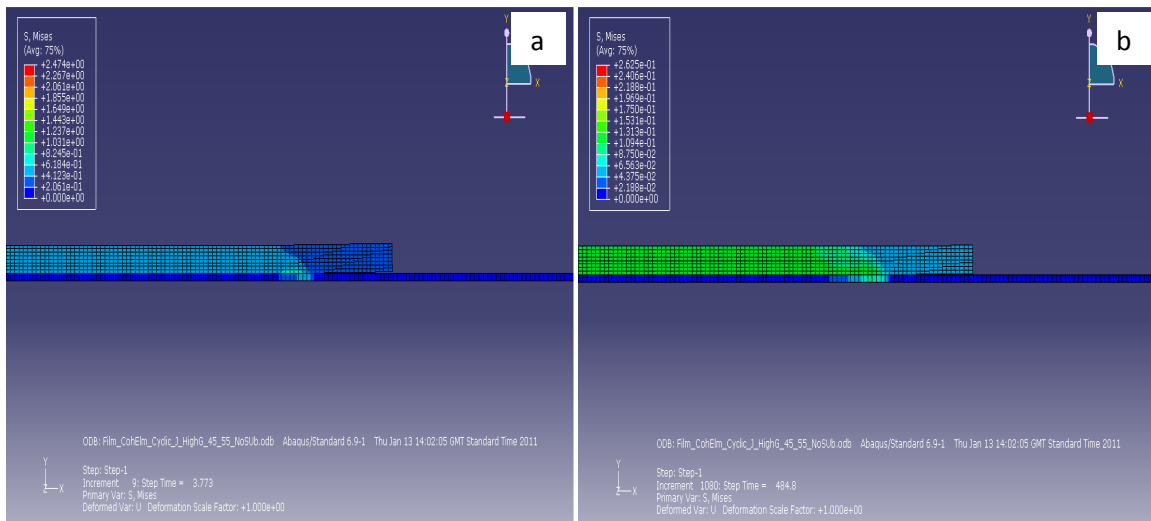 a
S, Mises
(Avg: 75%)
+2.474e+00
+2.267e+00
+2.061e+00
+1.855e+00
+1.649e+00
+1.443e+00
+1.237e+00
+1.031e+00
+8.245e-01
+6.184e-01
+4.123e-01
+2.061e-01
+0.000e+00
Y
Z
X
ODB: Film_CohElm_Cyclic_J_HighG_45_55_NoSUb.odb Abaqus/Standard 6.9-1 Thu Jan 13 14:02:05 GMT Standard Time 2011
Y
Z X
Step: Step-1
Increment 9: Step Time = 3.773
Primary Var: S, Mises
Deformed Var: U Deformation Scale Factor: +1.000e+00
b
S, Mises
(Avg: 75%)
+2.625e-01
+2.406e-01
+2.188e-01
+1.969e-01
+1.750e-01
+1.531e-01
+1.313e-01
+1.094e-01
+8.750e-02
+6.563e-02
+4.375e-02
+2.188e-02
+0.000e+00
Y
Z
X
ODB: Film_CohElm_Cyclic_J_HighG_45_55_NoSUb.odb Abaqus/Standard 6.9-1 Thu Jan 13 14:02:05 GMT Standard Time 2011
Y
Z X
Step: Step-1
Increment 1080: Step Time = 484.8
Primary Var: S, Mises
Deformed Var: U Deformation Scale Factor: +1.000e+00